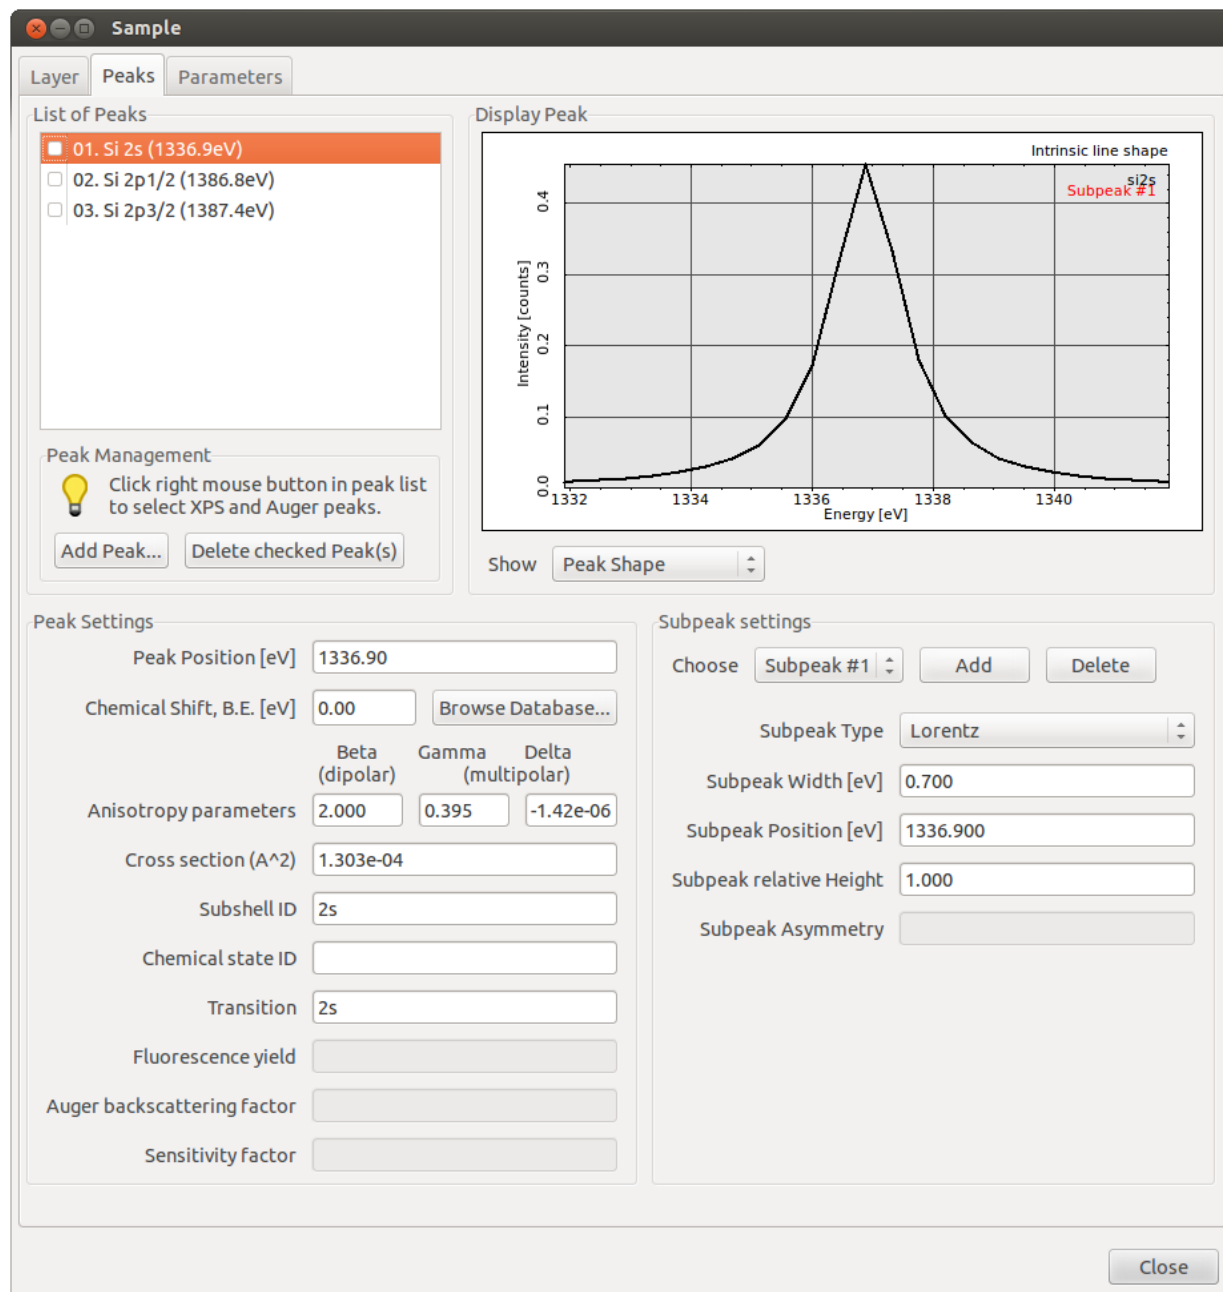 Sample
Layer Peaks Parameters
List of Peaks
01. Si 2s (1336.9eV)
02. Si 2p1/2 (1386.8eV)
03. Si 2p3/2 (1387.4eV)
Peak Management
Click right mouse button in peak list
to select XPS and Auger peaks.
Add Peak... Delete checked Peak(s)
Display Peak
Intrinsic line shape
si2s
Subpeak #1
Intensity [counts]
0.4
0.3
0.2
0.1
0.0
1332 1334 1336 1338 1340
Energy [eV]
Show Peak Shape
Peak Settings
Peak Position [eV] 1336.90
Chemical Shift, B.E. [eV] 0.00 Browse Database...
Beta Gamma Delta
(dipolar) (multipolar)
Anisotropy parameters 2.000 0.395 -1.42e-06
Cross section (A^2) 1.303e-04
Subshell ID 2s
Chemical state ID
Transition 2s
Fluorescence yield
Auger backscattering factor
Sensitivity factor
Subpeak settings
Choose Subpeak #1 Add Delete
Subpeak Type Lorentz
Subpeak Width [eV] 0.700
Subpeak Position [eV] 1336.900
Subpeak relative Height 1.000
Subpeak Asymmetry
Close